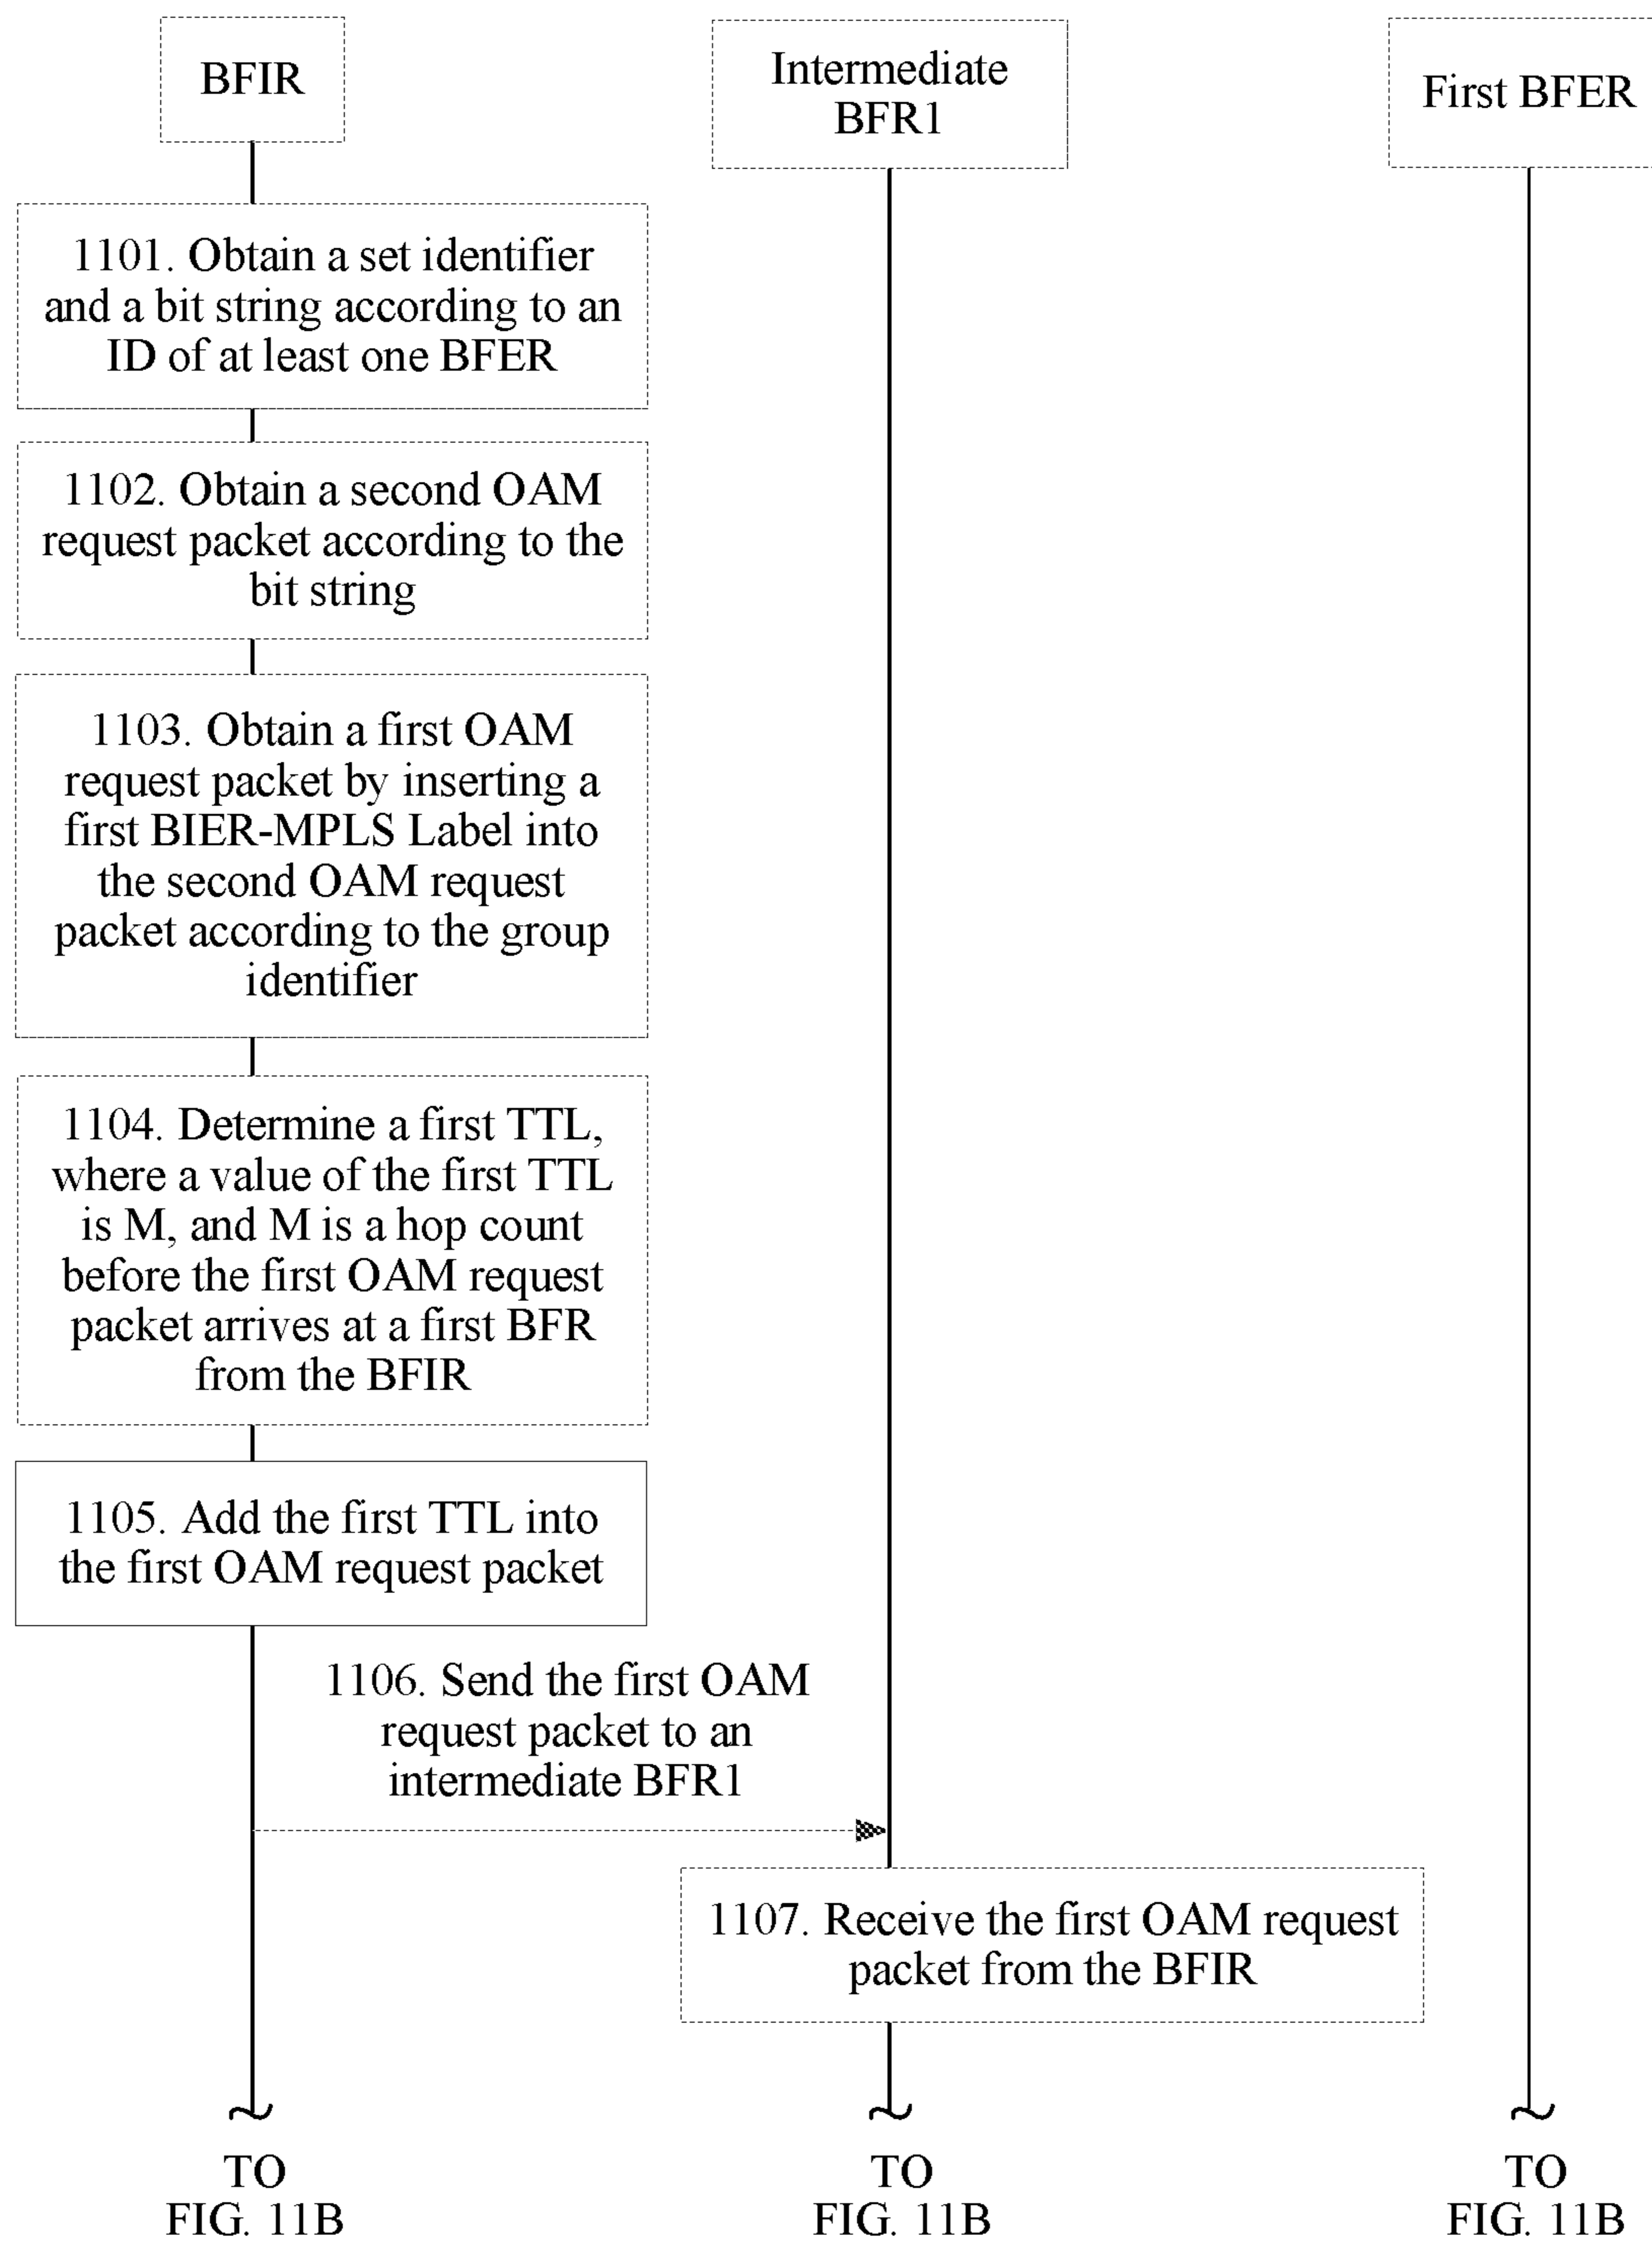 BFIR
Intermediate
BFR1
First BFER
1101. Obtain a set identifier
and a bit string according to an
ID of at least one BFER
1102. Obtain a second OAM
request packet according to the
bit string
1103. Obtain a first OAM
request packet by inserting a
first BIER-MPLS Label into
the second OAM request
packet according to the group
identifier
1104. Determine a first TTL,
where a value of the first TTL
is M, and M is a hop count
before the first OAM request
packet arrives at a first BFR
from the BFIR
1105. Add the first TTL into
the first OAM request packet
1106. Send the first OAM
request packet to an
intermediate BFR1
1107. Receive the first OAM request
packet from the BFIR
TO
FIG. 11B
TO
FIG. 11B
TO
FIG. 11B